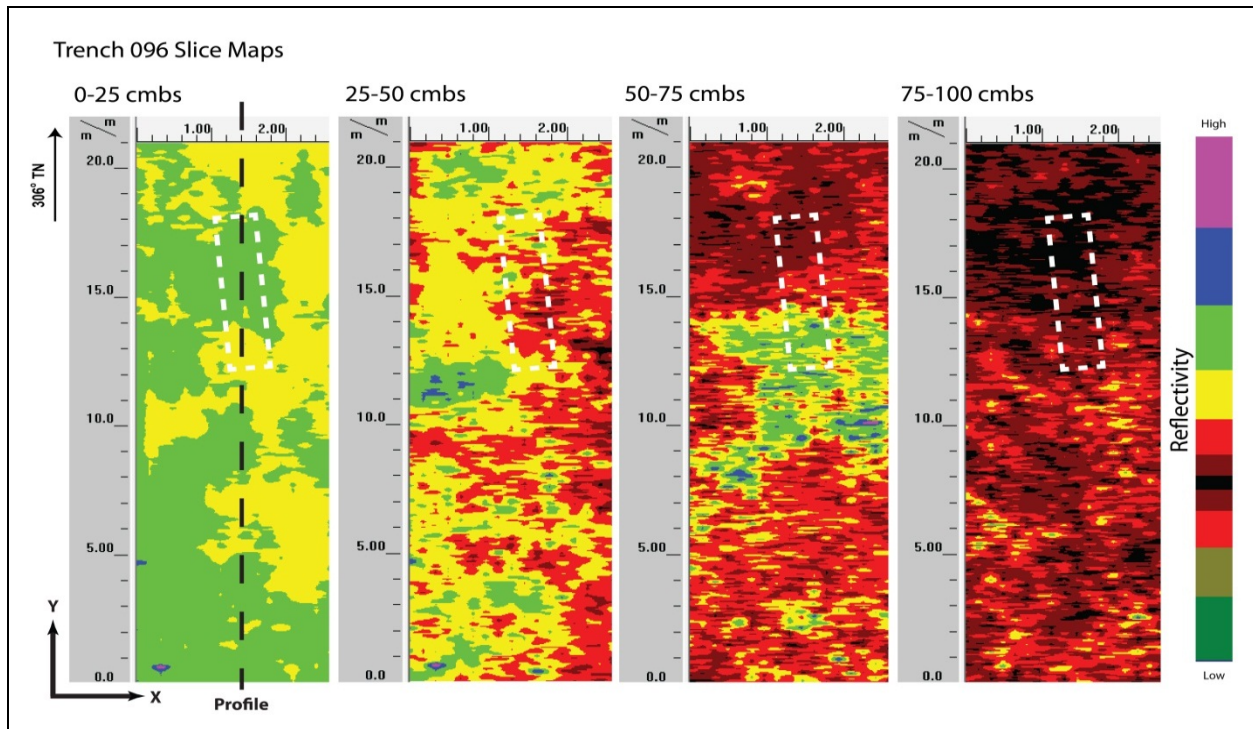 Trench 096 Slice Maps
0-25 cmbs
25-50 cmbs
50-75 cmbs
75-100 cmbs
m
m
1.00
2.00
m
m
1.00
2.00
m
m
1.00
2.00
m
m
1.00
2.00
306° TN
20.0
15.0
10.0
5.00
0.0
20.0
15.0
10.0
5.00
0.0
20.0
15.0
10.0
5.00
0.0
20.0
15.0
10.0
5.00
0.0
Y
X
Profile
High
Reflectivity
Low